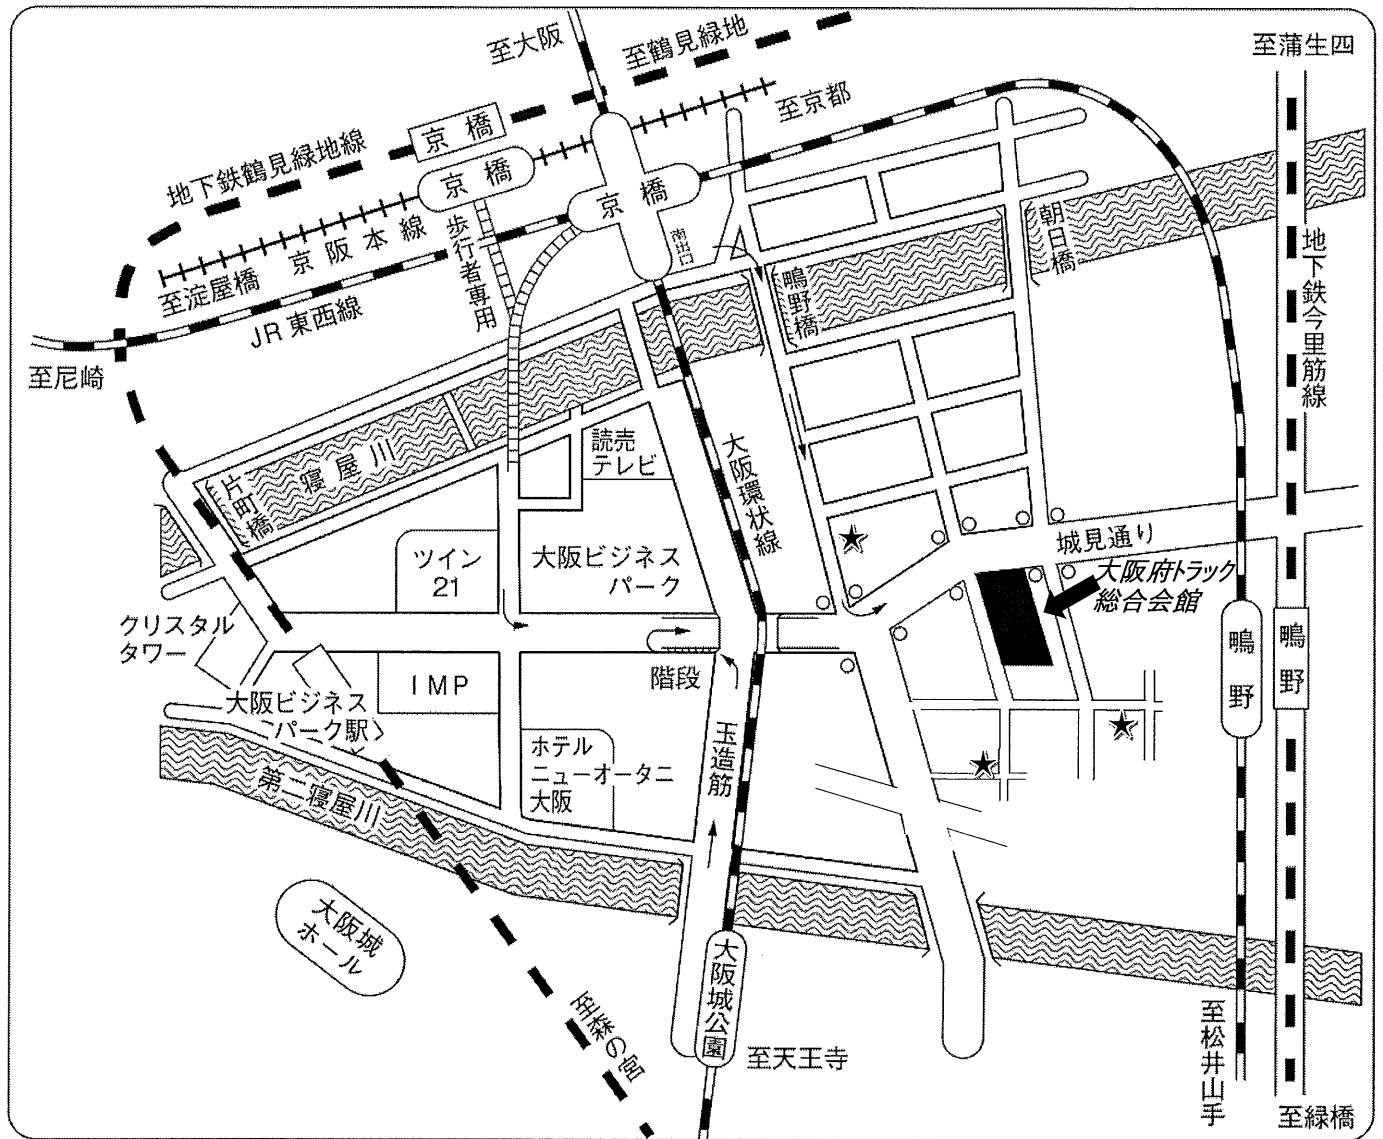 至大阪
至鶴見緑地
至蒲生四
京橋
至京都
地下鉄鶴見緑地線
京橋
京橋
京阪本線
至淀屋橋
歩行者専用
南出口
JR東西線
至尼崎
朝日橋
鴫野橋
地下鉄今里筋線
寝屋川
片町橋
読売
テレビ
大阪環状線
ツイン
21
大阪ビジネス
パーク
城見通り
大阪府トラック
総合会館
クリスタル
タワー
鴫野
鴫野
階段
IMP
大阪ビジネス
パーク駅
玉造筋
ホテル
ニューオータニ
大阪
第二寝屋川
大阪城
ホール
大阪城公園
至森の宮
至天王寺
至松井山手
至緑橋